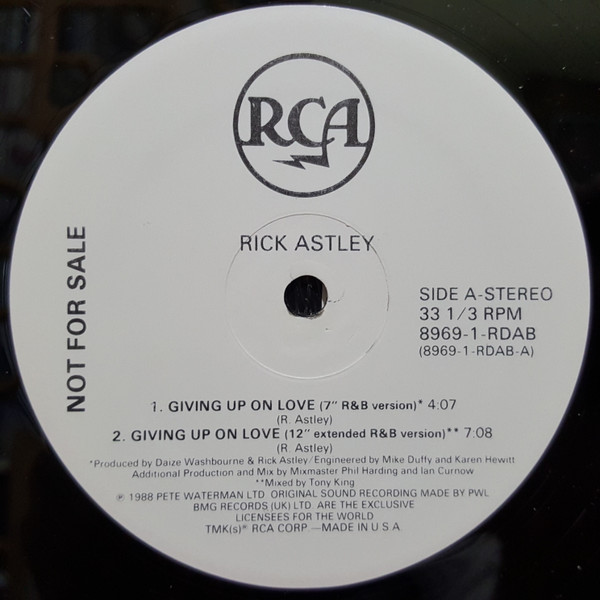 RCA
RICK ASTLEY
NOT FOR SALE
SIDE A-STEREO
33 1/3 RPM
8969-1-RDAB
(8969-1-RDAB-A)
1. GIVING UP ON LOVE (7" R&B version)* 4:07
(R. Astley)
2. GIVING UP ON LOVE (12" extended R&B version)** 7:08
(R. Astley)
*Produced by Daize Washbourne & Rick Astley/Engineered by Mike Duffy and Karen Hewitt
Additional Production and Mix by Mixmaster Phil Harding and Ian Curnow
**Mixed by Tony King
℗ 1988 PETE WATERMAN LTD ORIGINAL SOUND RECORDING MADE BY PWL
BMG RECORDS (UK) LTD ARE THE EXCLUSIVE
LICENSEES FOR THE WORLD
TMK(s)® RCA CORP —MADE IN U.S.A.